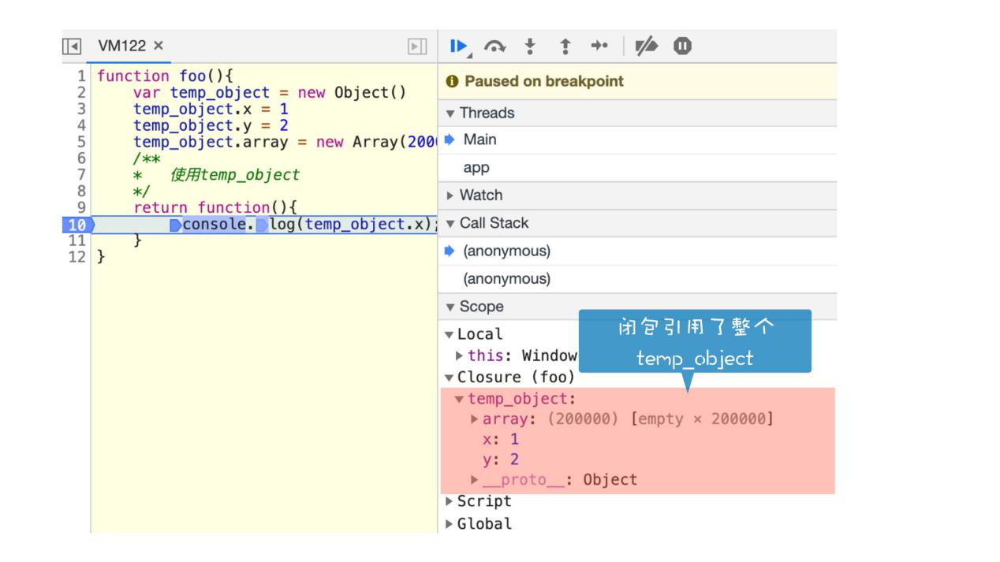 VM122 ×
1 function foo(){
2 var temp_object = new Object()
3 temp_object.x = 1
4 temp_object.y = 2
5 temp_object.array = new Array(200
6 /**
7 * 使用temp_object
8 */
9 return function(){
10 console.log(temp_object.x);
11 }
12 }
Paused on breakpoint
Threads
Main
app
Watch
Call Stack
(anonymous)
(anonymous)
Scope
Local
this: Window
闭包引用了整个
temp_object
Closure (foo)
temp_object:
array: (200000) [empty × 200000]
x: 1
y: 2
__proto__: Object
Script
Global